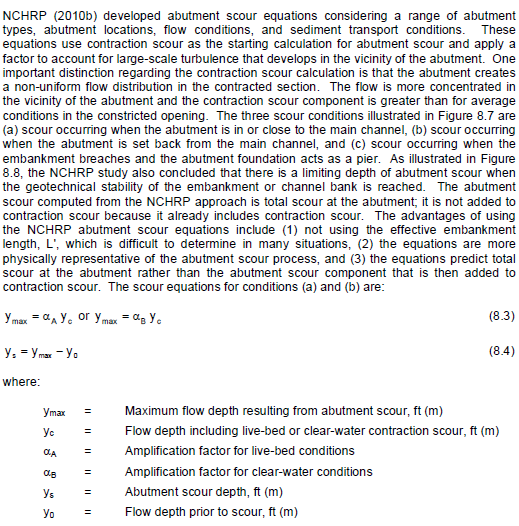 NCHRP (2010b) developed abutment scour equations considering a range of abutment
types, abutment locations, flow conditions, and sediment transport conditions. These
equations use contraction scour as the starting calculation for abutment scour and apply a
factor to account for large-scale turbulence that develops in the vicinity of the abutment. One
important distinction regarding the contraction scour calculation is that the abutment creates
a non-uniform flow distribution in the contracted section. The flow is more concentrated in
the vicinity of the abutment and the contraction scour component is greater than for average
conditions in the constricted opening. The three scour conditions illustrated in Figure 8.7 are
(a) scour occurring when the abutment is in or close to the main channel, (b) scour occurring
when the abutment is set back from the main channel, and (c) scour occurring when the
embankment breaches and the abutment foundation acts as a pier. As illustrated in Figure
8.8, the NCHRP study also concluded that there is a limiting depth of abutment scour when
the geotechnical stability of the embankment or channel bank is reached. The abutment
scour computed from the NCHRP approach is total scour at the abutment; it is not added to
contraction scour because it already includes contraction scour. The advantages of using
the NCHRP abutment scour equations include (1) not using the effective embankment
length, L', which is difficult to determine in many situations, (2) the equations are more
physically representative of the abutment scour process, and (3) the equations predict total
scour at the abutment rather than the abutment scour component that is then added to
contraction scour. The scour equations for conditions (a) and (b) are:
y_max = α_A y_c or y_max = α_B y_c (8.3)
y_s = y_max − y_0 (8.4)
where:
y_max = Maximum flow depth resulting from abutment scour, ft (m)
y_c = Flow depth including live-bed or clear-water contraction scour, ft (m)
α_A = Amplification factor for live-bed conditions
α_B = Amplification factor for clear-water conditions
y_s = Abutment scour depth, ft (m)
y_0 = Flow depth prior to scour, ft (m)